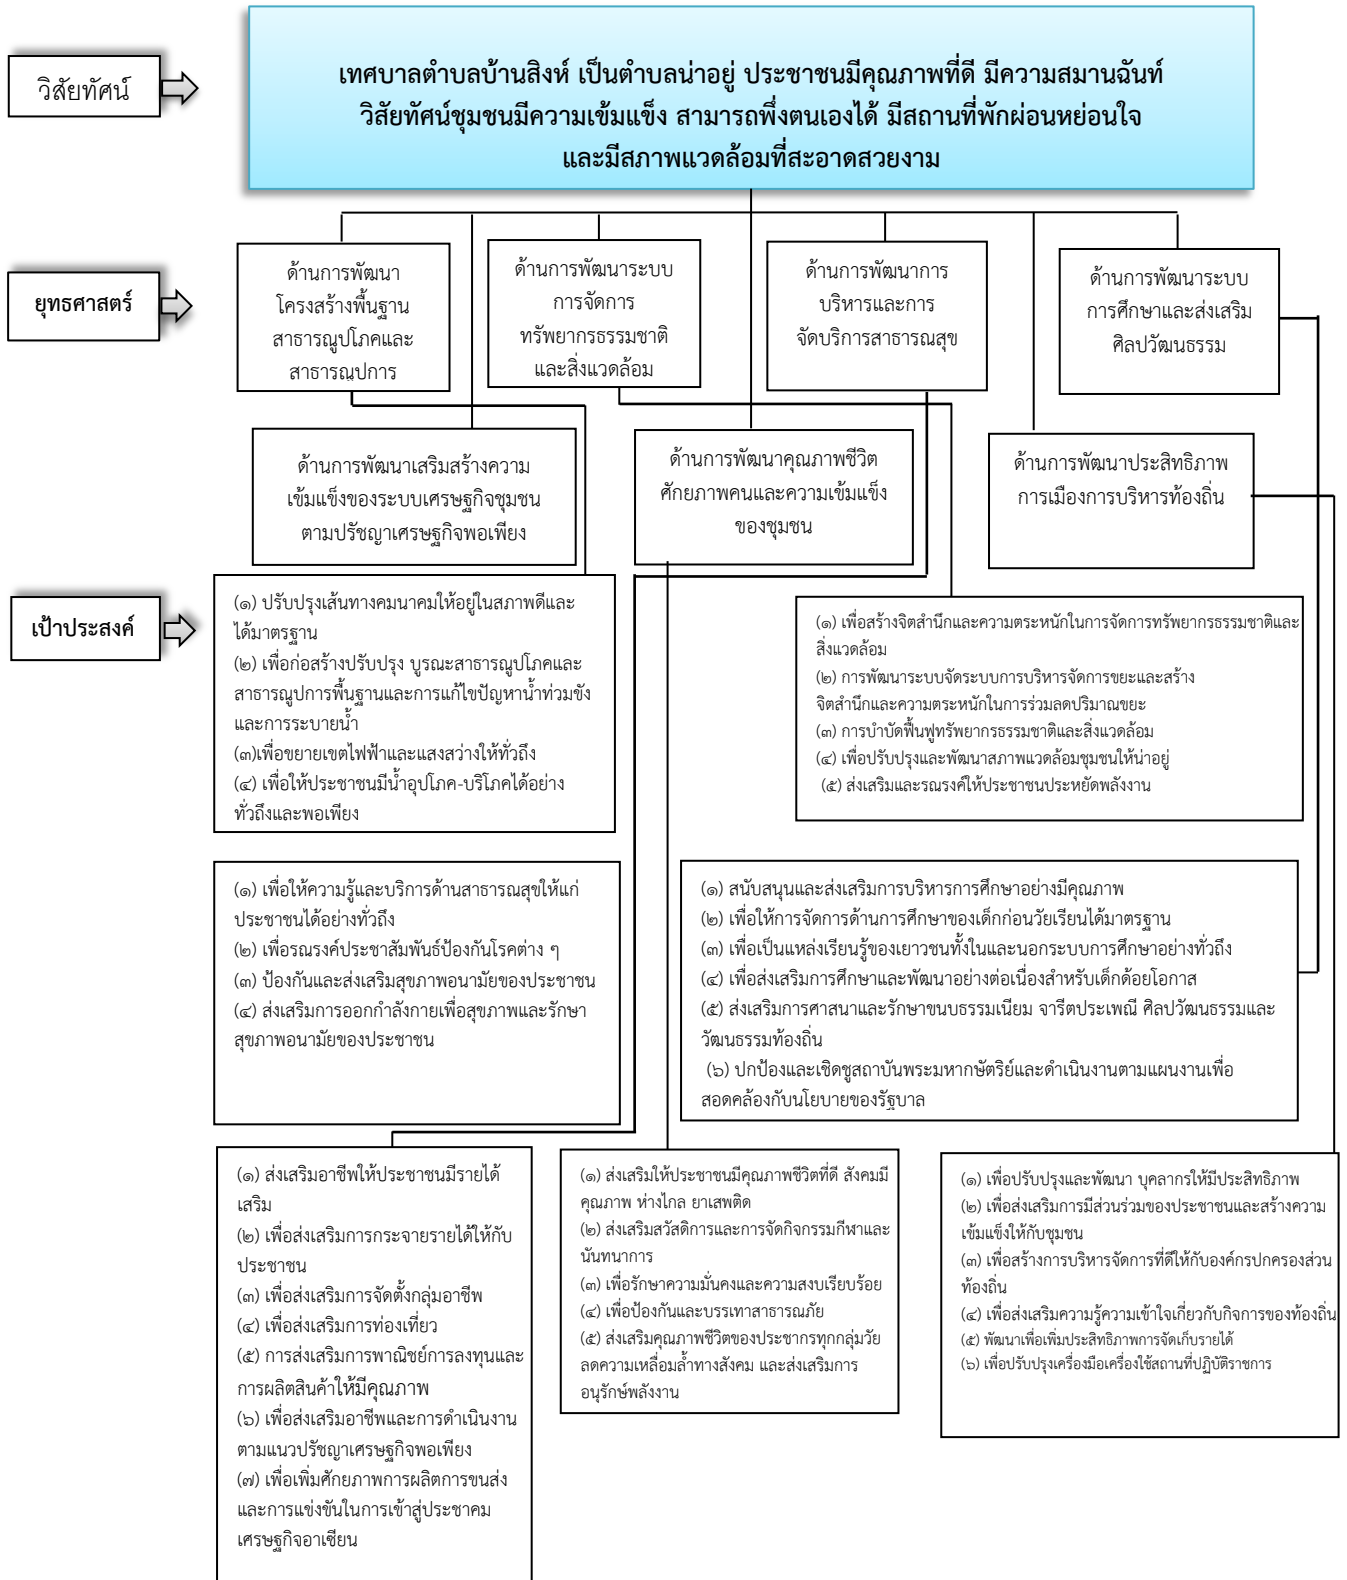 วิสัยทัศน์
เทศบาลตำบลบ้านสิงห์ เป็นตำบลน่าอยู่ ประชาชนมีคุณภาพที่ดี มีความสมานฉันท์
วิสัยทัศน์ชุมชนมีความเข้มแข็ง สามารถพึ่งตนเองได้ มีสถานที่พักผ่อนหย่อนใจ
และมีสภาพแวดล้อมที่สะอาดสวยงาม
ยุทธศาสตร์
ด้านการพัฒนา
โครงสร้างพื้นฐาน
สาธารณูปโภคและ
สาธารณูปการ
ด้านการพัฒนาระบบ
การจัดการ
ทรัพยากรธรรมชาติ
และสิ่งแวดล้อม
ด้านการพัฒนาการ
บริหารและการ
จัดบริการสาธารณสุข
ด้านการพัฒนาระบบ
การศึกษาและส่งเสริม
ศิลปวัฒนธรรม
ด้านการพัฒนาเสริมสร้างความ
เข้มแข็งของระบบเศรษฐกิจชุมชน
ตามปรัชญาเศรษฐกิจพอเพียง
ด้านการพัฒนาคุณภาพชีวิต
ศักยภาพคนและความเข้มแข็ง
ของชุมชน
ด้านการพัฒนาประสิทธิภาพ
การเมืองการบริหารท้องถิ่น
เป้าประสงค์
(๑) ปรับปรุงเส้นทางคมนาคมให้อยู่ในสภาพดีและ
ได้มาตรฐาน
(๒) เพื่อก่อสร้างปรับปรุง บูรณะสาธารณูปโภคและ
สาธารณูปการพื้นฐานและการแก้ไขปัญหาน้ำท่วมขัง
และการระบายน้ำ
(๓)เพื่อขยายเขตไฟฟ้าและแสงสว่างให้ทั่วถึง
(๔) เพื่อให้ประชาชนมีน้ำอุปโภค-บริโภคได้อย่าง
ทั่วถึงและพอเพียง
(๑) เพื่อสร้างจิตสำนึกและความตระหนักในการจัดการทรัพยากรธรรมชาติและ
สิ่งแวดล้อม
(๒) การพัฒนาระบบจัดระบบการบริหารจัดการขยะและสร้าง
จิตสำนึกและความตระหนักในการร่วมลดปริมาณขยะ
(๓) การบำบัดฟื้นฟูทรัพยากรธรรมชาติและสิ่งแวดล้อม
(๔) เพื่อปรับปรุงและพัฒนาสภาพแวดล้อมชุมชนให้น่าอยู่
(๕) ส่งเสริมและรณรงค์ให้ประชาชนประหยัดพลังงาน
(๑) เพื่อให้ความรู้และบริการด้านสาธารณสุขให้แก่
ประชาชนได้อย่างทั่วถึง
(๒) เพื่อรณรงค์ประชาสัมพันธ์ป้องกันโรคต่าง ๆ
(๓) ป้องกันและส่งเสริมสุขภาพอนามัยของประชาชน
(๔) ส่งเสริมการออกกำลังกายเพื่อสุขภาพและรักษา
สุขภาพอนามัยของประชาชน
(๑) สนับสนุนและส่งเสริมการบริหารการศึกษาอย่างมีคุณภาพ
(๒) เพื่อให้การจัดการด้านการศึกษาของเด็กก่อนวัยเรียนได้มาตรฐาน
(๓) เพื่อเป็นแหล่งเรียนรู้ของเยาวชนทั้งในและนอกระบบการศึกษาอย่างทั่วถึง
(๔) เพื่อส่งเสริมการศึกษาและพัฒนาอย่างต่อเนื่องสำหรับเด็กด้อยโอกาส
(๕) ส่งเสริมการศาสนาและรักษาขนบธรรมเนียม จารีตประเพณี ศิลปวัฒนธรรมและ
วัฒนธรรมท้องถิ่น
(๖) ปกป้องและเชิดชูสถาบันพระมหากษัตริย์และดำเนินงานตามแผนงานเพื่อ
สอดคล้องกับนโยบายของรัฐบาล
(๑) ส่งเสริมอาชีพให้ประชาชนมีรายได้
เสริม
(๒) เพื่อส่งเสริมการกระจายรายได้ให้กับ
ประชาชน
(๓) เพื่อส่งเสริมการจัดตั้งกลุ่มอาชีพ
(๔) เพื่อส่งเสริมการท่องเที่ยว
(๕) การส่งเสริมการพาณิชย์การลงทุนและ
การผลิตสินค้าให้มีคุณภาพ
(๖) เพื่อส่งเสริมอาชีพและการดำเนินงาน
ตามแนวปรัชญาเศรษฐกิจพอเพียง
(๗) เพื่อเพิ่มศักยภาพการผลิตการขนส่ง
และการแข่งขันในการเข้าสู่ประชาคม
เศรษฐกิจอาเซียน
(๑) ส่งเสริมให้ประชาชนมีคุณภาพชีวิตที่ดี สังคมมี
คุณภาพ ห่างไกล ยาเสพติด
(๒) ส่งเสริมสวัสดิการและการจัดกิจกรรมกีฬาและ
นันทนาการ
(๓) เพื่อรักษาความมั่นคงและความสงบเรียบร้อย
(๔) เพื่อป้องกันและบรรเทาสาธารณภัย
(๕) ส่งเสริมคุณภาพชีวิตของประชากรทุกกลุ่มวัย
ลดความเหลื่อมล้ำทางสังคม และส่งเสริมการ
อนุรักษ์พลังงาน
(๑) เพื่อปรับปรุงและพัฒนา บุคลากรให้มีประสิทธิภาพ
(๒) เพื่อส่งเสริมการมีส่วนร่วมของประชาชนและสร้างความ
เข้มแข็งให้กับชุมชน
(๓) เพื่อสร้างการบริหารจัดการที่ดีให้กับองค์กรปกครองส่วน
ท้องถิ่น
(๔) เพื่อส่งเสริมความรู้ความเข้าใจเกี่ยวกับกิจการของท้องถิ่น
(๕) พัฒนาเพื่อเพิ่มประสิทธิภาพการจัดเก็บรายได้
(๖) เพื่อปรับปรุงเครื่องมือเครื่องใช้สถานที่ปฏิบัติราชการ